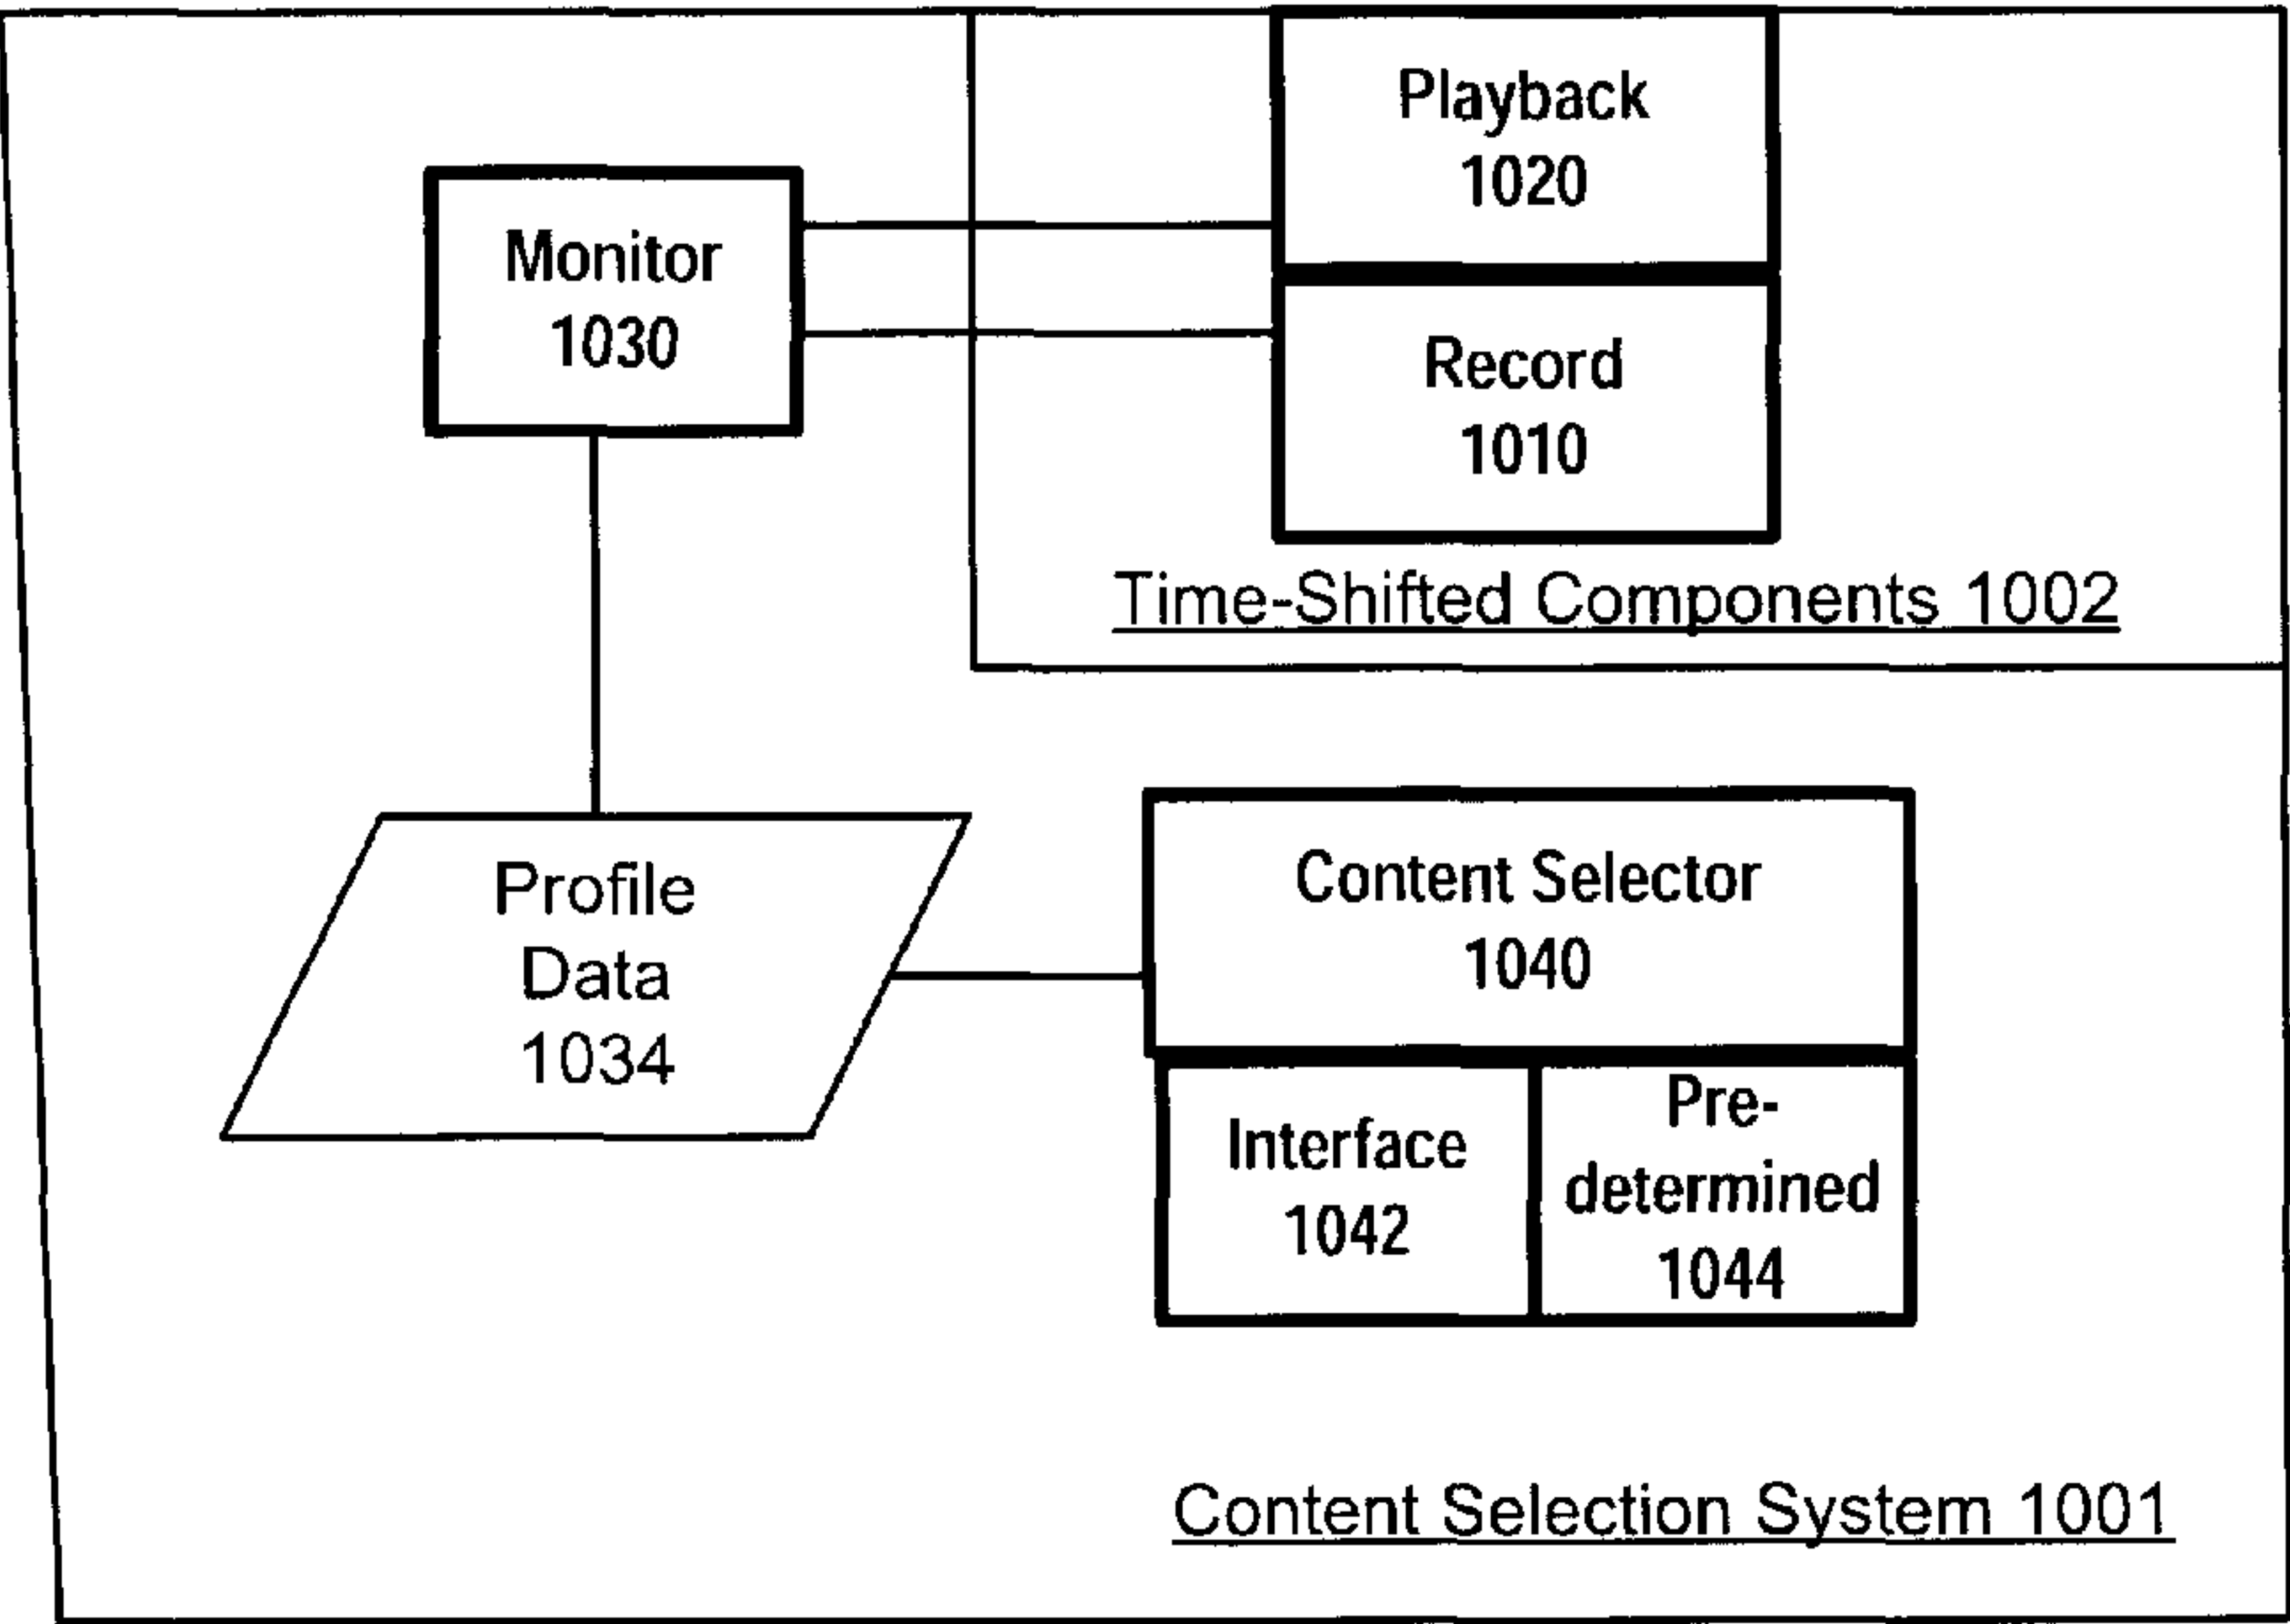 Playback
1020
Monitor
1030
Record
1010
Time-Shifted Components 1002
Profile
Data
1034
Content Selector
1040
Interface
1042
Pre-
determined
1044
Content Selection System 1001